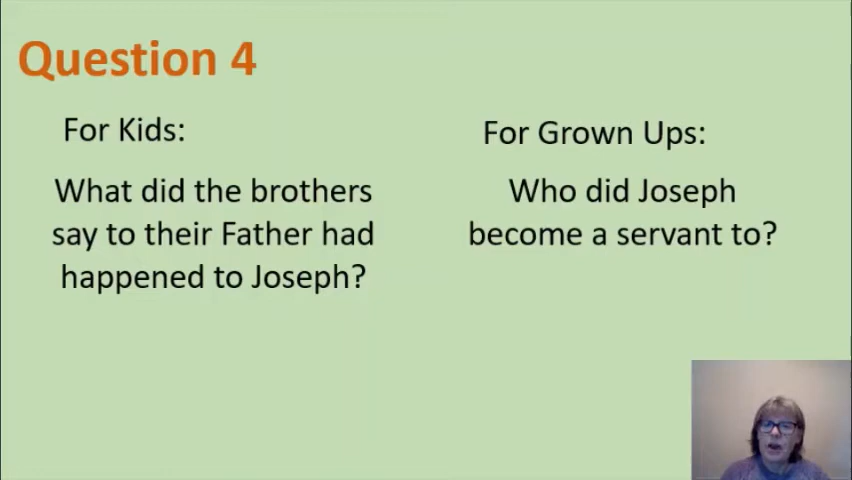 Question 4
For Kids:
What did the brothers
say to their Father had
happened to Joseph?
For Grown Ups:
Who did Joseph
become a servant to?